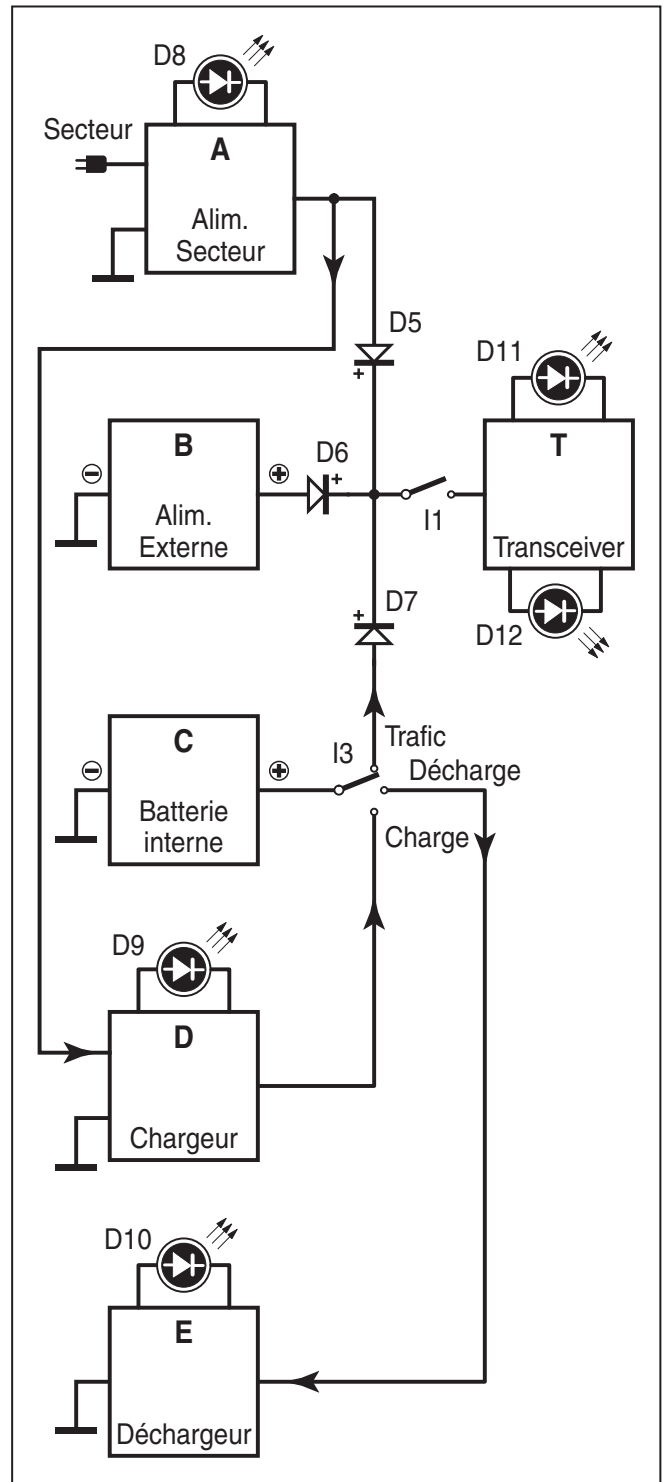 D8
Secteur
A
Alim.
Secteur
D5
+
D11
B
D6
T
⊖
⊕
+
Alim.
Externe
I1
Transceiver
+
D7
D12
C
I3
Trafic
⊖
⊕
Décharge
Batterie
interne
Charge
D9
D
Chargeur
D10
E
Déchargeur